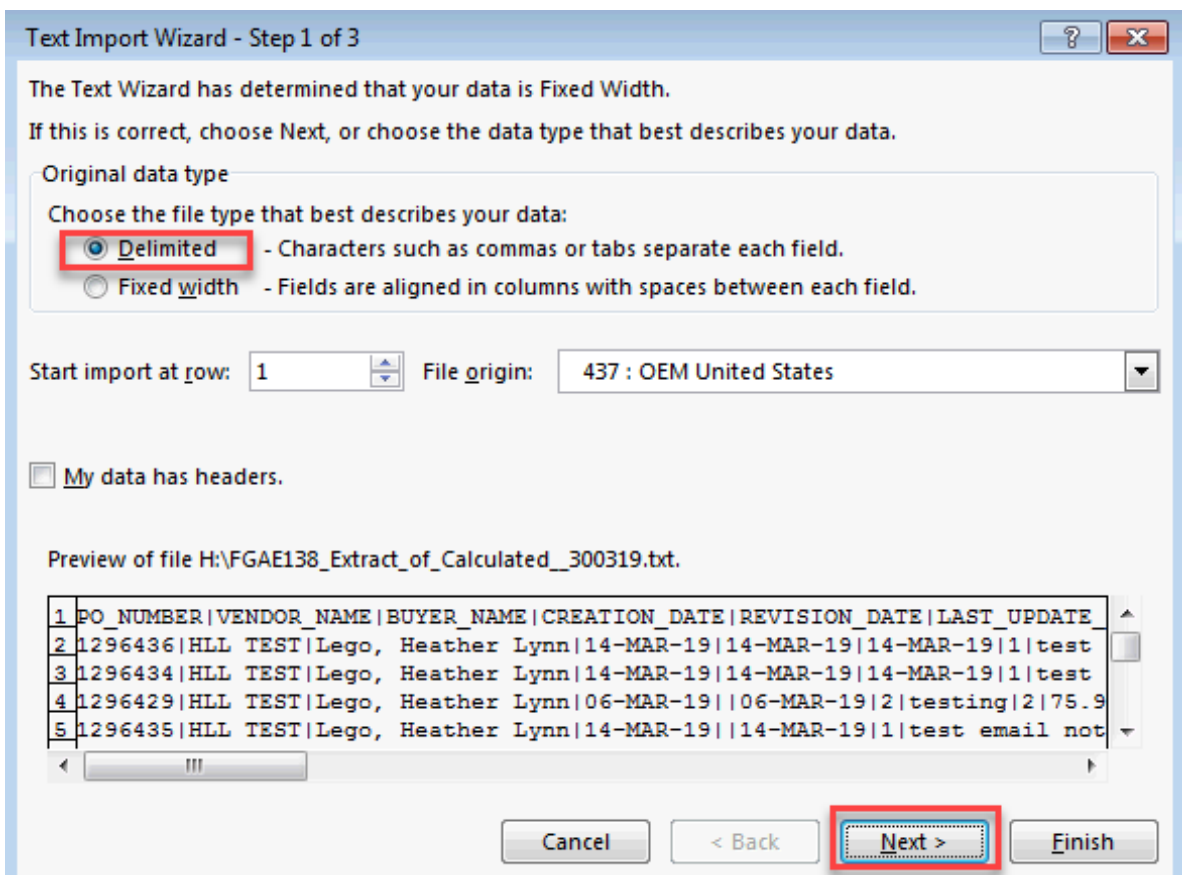 Text Import Wizard - Step 1 of 3
The Text Wizard has determined that your data is Fixed Width.
If this is correct, choose Next, or choose the data type that best describes your data.
Original data type
Choose the file type that best describes your data:
Delimited - Characters such as commas or tabs separate each field.
Fixed width - Fields are aligned in columns with spaces between each field.
Start import at row: 1 File origin: 437 : OEM United States
My data has headers.
Preview of file H:\FGAE138_Extract_of_Calculated__300319.txt.
1 PO_NUMBER|VENDOR_NAME|BUYER_NAME|CREATION_DATE|REVISION_DATE|LAST_UPDATE_
2 1296436|HLL TEST|Lego, Heather Lynn|14-MAR-19|14-MAR-19|14-MAR-19|1|test
3 1296434|HLL TEST|Lego, Heather Lynn|14-MAR-19|14-MAR-19|14-MAR-19|1|test
4 1296429|HLL TEST|Lego, Heather Lynn|06-MAR-19||06-MAR-19|2|testing|2|75.9
5 1296435|HLL TEST|Lego, Heather Lynn|14-MAR-19||14-MAR-19|1|test email not
Cancel < Back Next > Finish